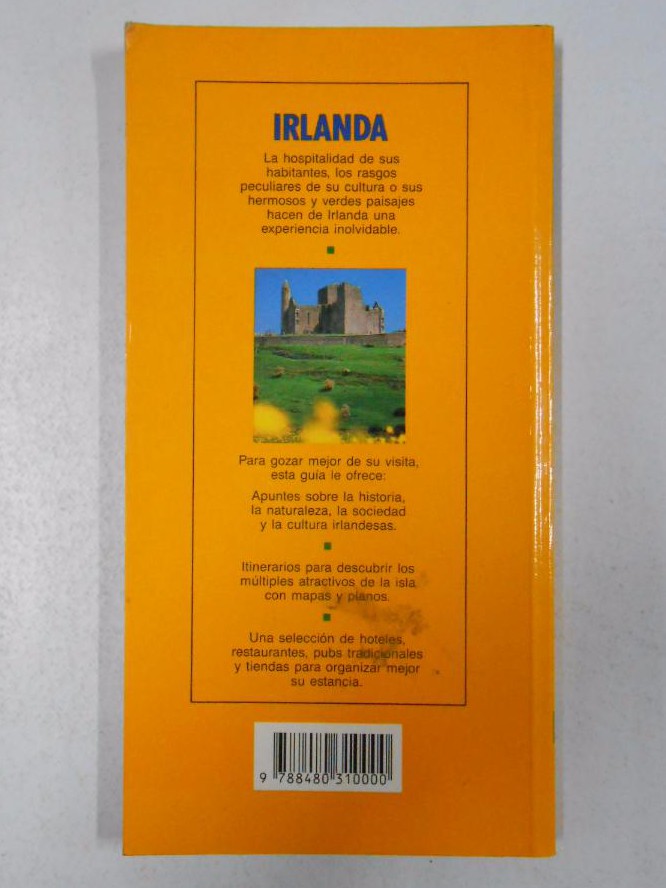 IRLANDA
La hospitalidad de sus
habitantes, los rasgos
peculiares de su cultura o sus
hermosos y verdes paisajes
hacen de Irlanda una
experiencia inolvidable.
Para gozar mejor de su visita,
esta guía le ofrece:
Apuntes sobre la historia,
la naturaleza, la sociedad
y la cultura irlandesas.
Itinerarios para descubrir los
múltiples atractivos de la isla
con mapas y planos.
Una selección de hoteles,
restaurantes, pubs tradicionales
y tiendas para organizar mejor
su estancia.
9 788480 310000